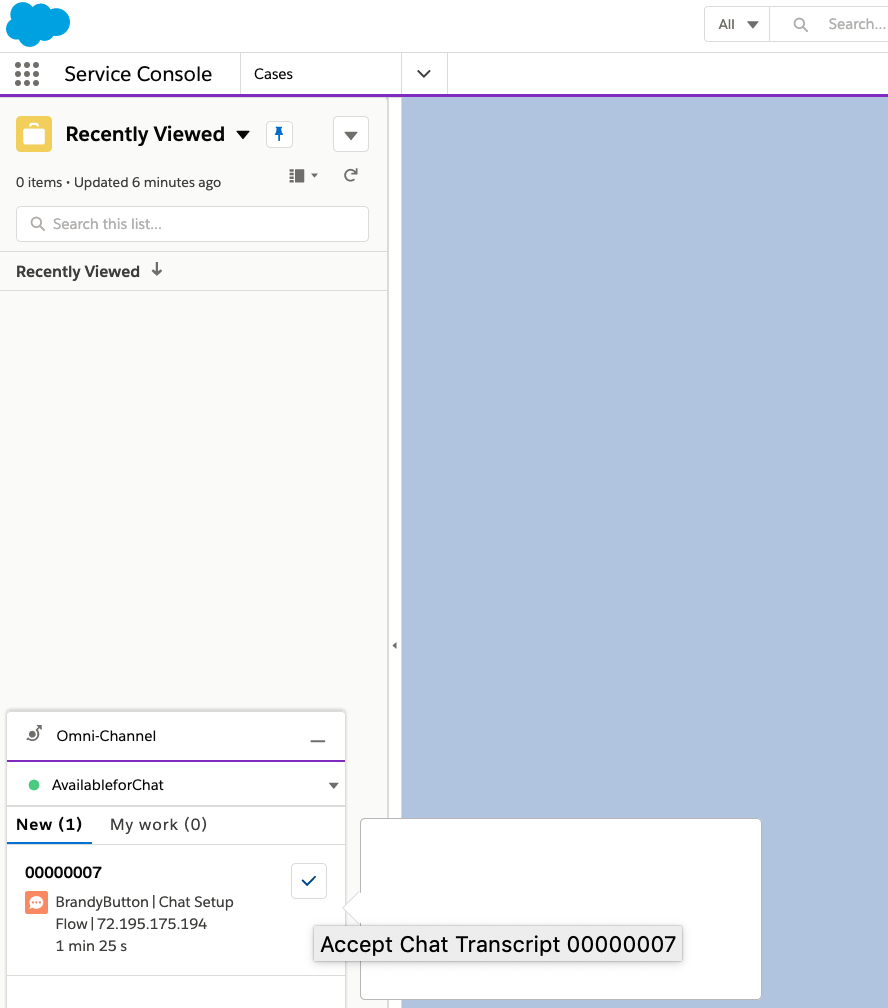 All
Search...
Service Console
Cases
Recently Viewed
0 items • Updated 6 minutes ago
Search this list...
Recently Viewed
Omni-Channel
AvailableforChat
New (1) My work (0)
00000007
BrandyButton | Chat Setup
Flow | 72.195.175.194
1 min 25 s
Accept Chat Transcript 00000007